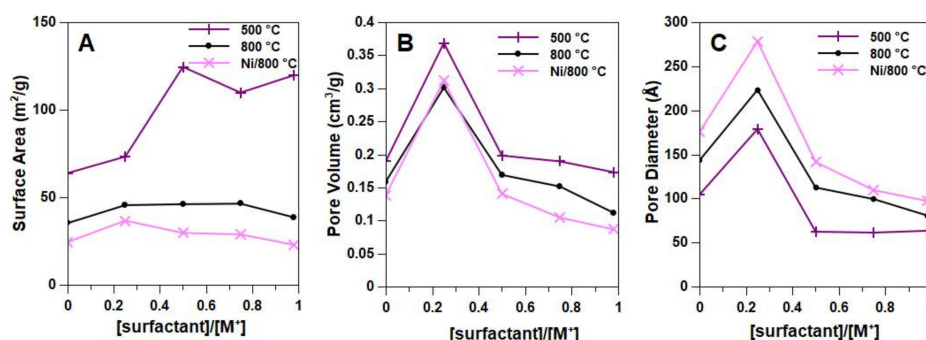 A
500 °C
800 °C
Ni/800 °C
150
100
50
0
Surface Area (m²/g)
0 0.2 0.4 0.6 0.8 1
[surfactant]/[M⁺]
B
500 °C
800 °C
Ni/800 °C
0.4
0.35
0.3
0.25
0.2
0.15
0.1
0.05
0
Pore Volume (cm³/g)
0 0.2 0.4 0.6 0.8 1
[surfactant]/[M⁺]
C
500 °C
800 °C
Ni/800 °C
300
250
200
150
100
50
0
Pore Diameter (Å)
0 0.2 0.4 0.6 0.8
[surfactant]/[M⁺]